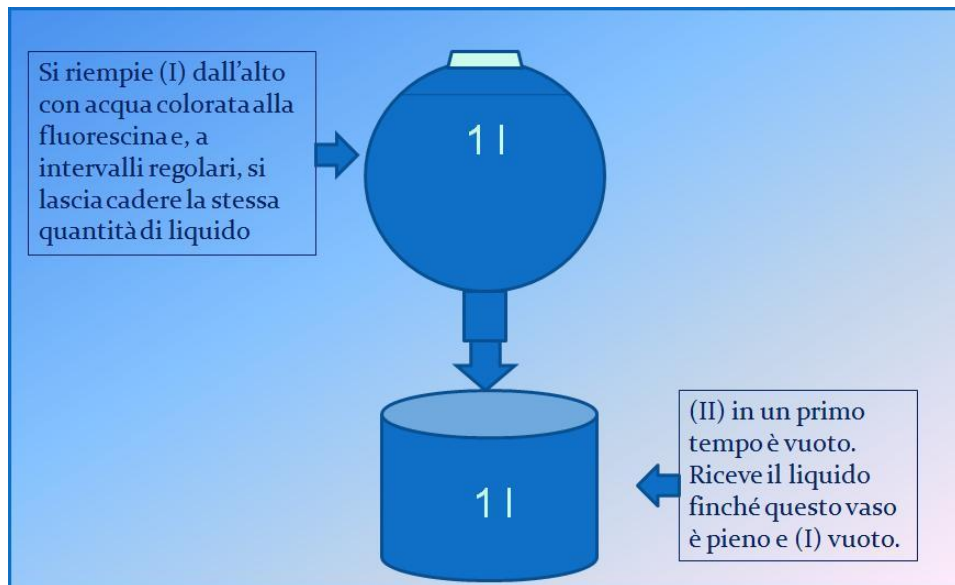 Si riempie (I) dall'alto
con acqua colorata alla
fluorescina e, a
intervalli regolari, si
lascia cadere la stessa
quantità di liquido
1 l
1 l
(II) in un primo
tempo è vuoto.
Riceve il liquido
finché questo vaso
è pieno e (I) vuoto.